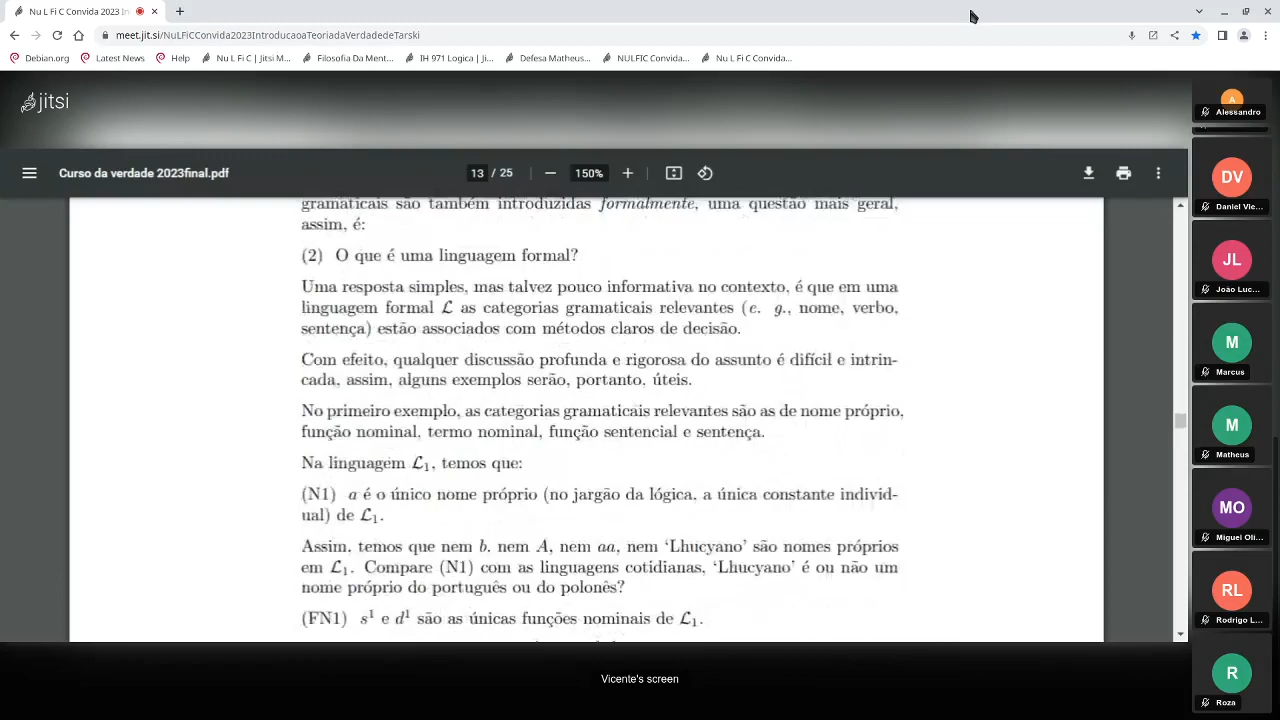 Nu L Fi C Convida 2023 In
meet.jit.si/NuLFiCConvida2023IntroducaoaTeoriadaVerdadedeTarski
Debian.org
Latest News
Help
Nu L Fi C | Jitsi M...
Filosofia Da Ment...
IH 971 Logica | Ji...
Defesa Matheus...
NULFIC Convida...
Nu L Fi C Convida...
jitsi
Curso da verdade 2023final.pdf
13 / 25
150%
gramaticais são também introduzidas formalmente, uma questão mais geral,
assim, é:
(2) O que é uma linguagem formal?
Uma resposta simples, mas talvez pouco informativa no contexto, é que em uma
linguagem formal ℒ as categorias gramaticais relevantes (e. g., nome, verbo,
sentença) estão associados com métodos claros de decisão.
Com efeito, qualquer discussão profunda e rigorosa do assunto é difícil e intrin-
cada, assim, alguns exemplos serão, portanto, úteis.
No primeiro exemplo, as categorias gramaticais relevantes são as de nome próprio,
função nominal, termo nominal, função sentencial e sentença.
Na linguagem ℒ₁, temos que:
(N1) a é o único nome próprio (no jargão da lógica, a única constante individ-
ual) de ℒ₁.
Assim, temos que nem b. nem A, nem aa, nem ‘Lhucyano’ são nomes próprios
em ℒ₁. Compare (N1) com as linguagens cotidianas, ‘Lhucyano’ é ou não um
nome próprio do português ou do polonês?
(FN1) s¹ e d¹ são as únicas funções nominais de ℒ₁.
Vicente's screen
A
Alessandro
DV
Daniel Vie...
JL
João Luc...
M
Marcus
M
Matheus
MO
Miguel Oli...
RL
Rodrigo L...
R
Roza